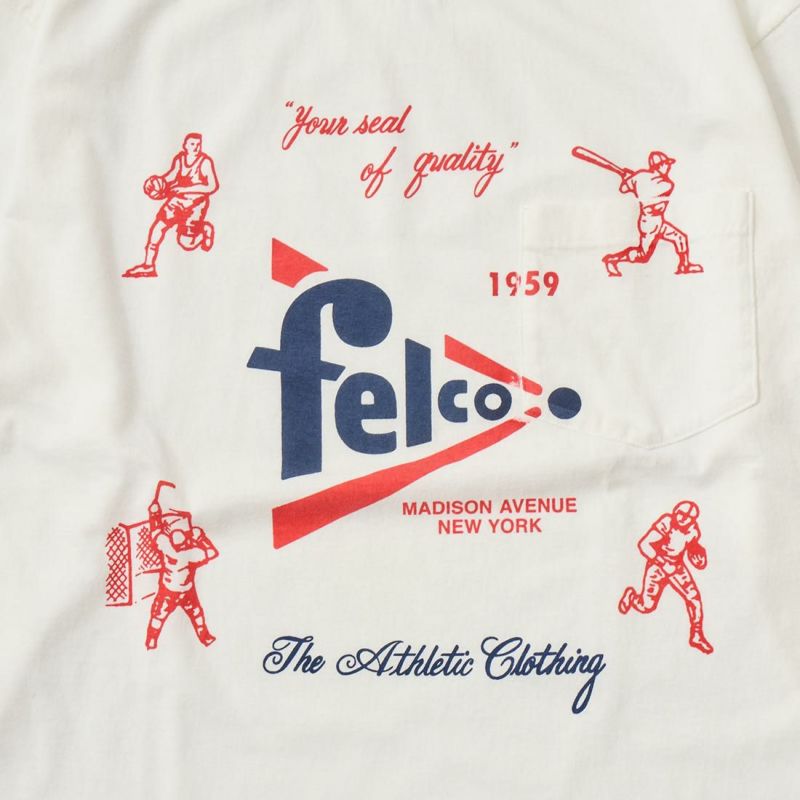 "Your seal
of quality"
1959
felco
MADISON AVENUE
NEW YORK
The Athletic Clothing